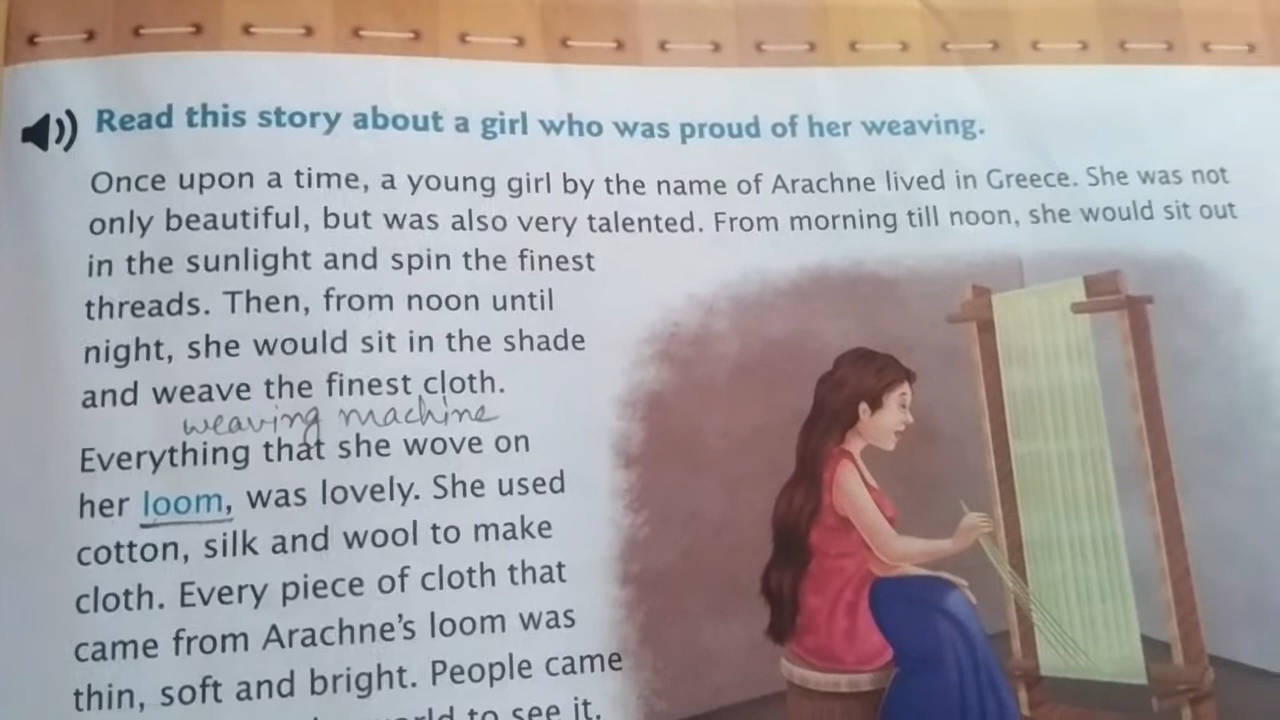 Read this story about a girl who was proud of her weaving.
Once upon a time, a young girl by the name of Arachne lived in Greece. She was not
only beautiful, but was also very talented. From morning till noon, she would sit out
in the sunlight and spin the finest
threads. Then, from noon until
night, she would sit in the shade
and weave the finest cloth.
weaving machine
Everything that she wove on
her loom, was lovely. She used
cotton, silk and wool to make
cloth. Every piece of cloth that
came from Arachne's loom was
thin, soft and bright. People came
to see it.